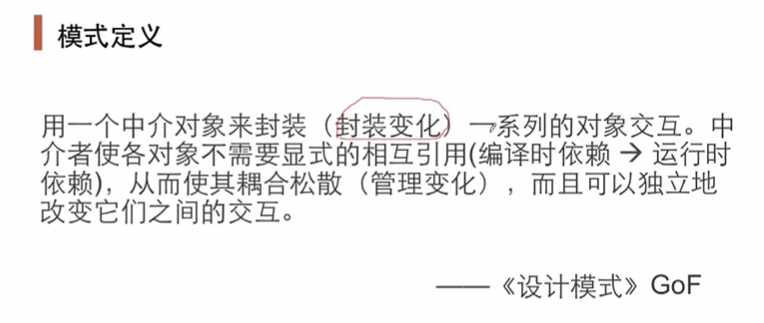 模式定义
用一个中介对象来封装（封装变化）一系列的对象交互。中
介者使各对象不需要显式的相互引用(编译时依赖 → 运行时
依赖)，从而使其耦合松散（管理变化），而且可以独立地
改变它们之间的交互。
——《设计模式》GoF